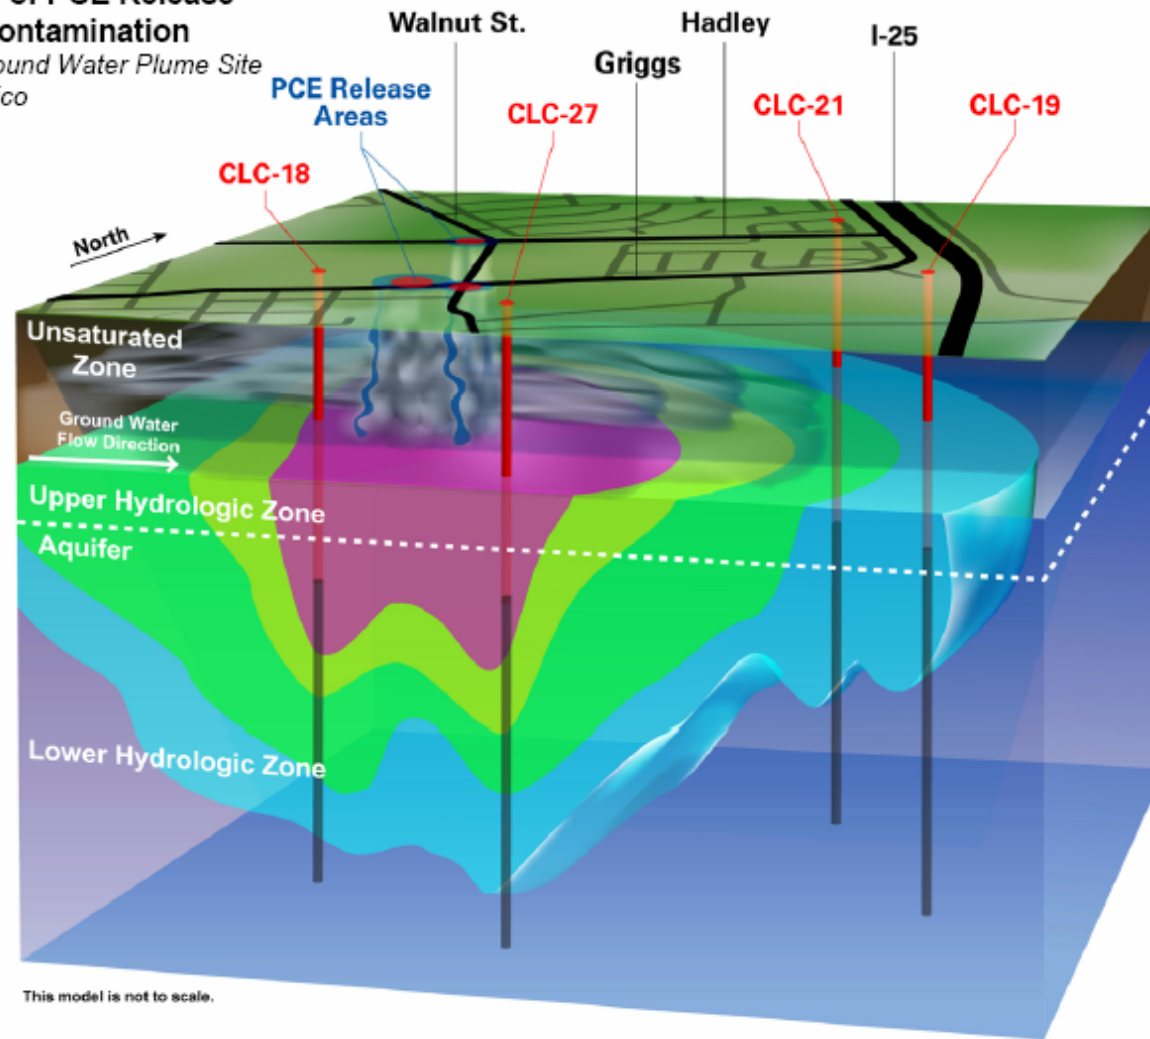 PCE Release
ontamination
ound Water Plume Site
ico
Walnut St.
Hadley
I-25
Griggs
PCE Release
Areas
CLC-27
CLC-21
CLC-19
CLC-18
North
Unsaturated
Zone
Ground Water
Flow Direction
Upper Hydrologic Zone
Aquifer
Lower Hydrologic Zone
This model is not to scale.